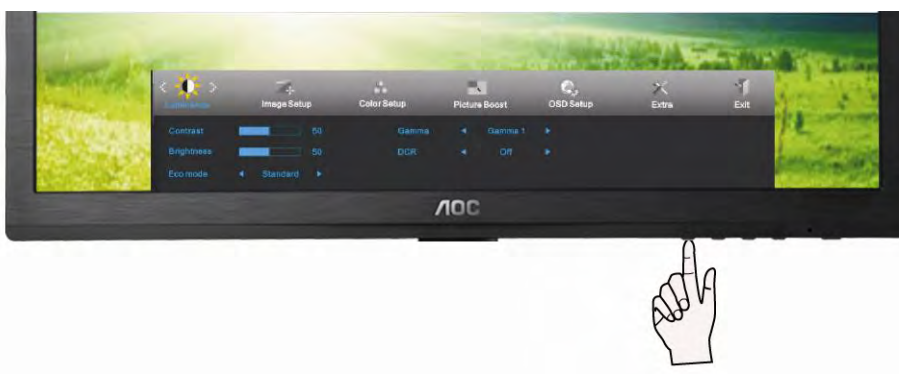 Luminance Image Setup Color Setup Picture Boost OSD Setup Extra Exit
Contrast 50 Gamma Gamma 1
Brightness 50 DCR Off
Eco mode Standard
AOC